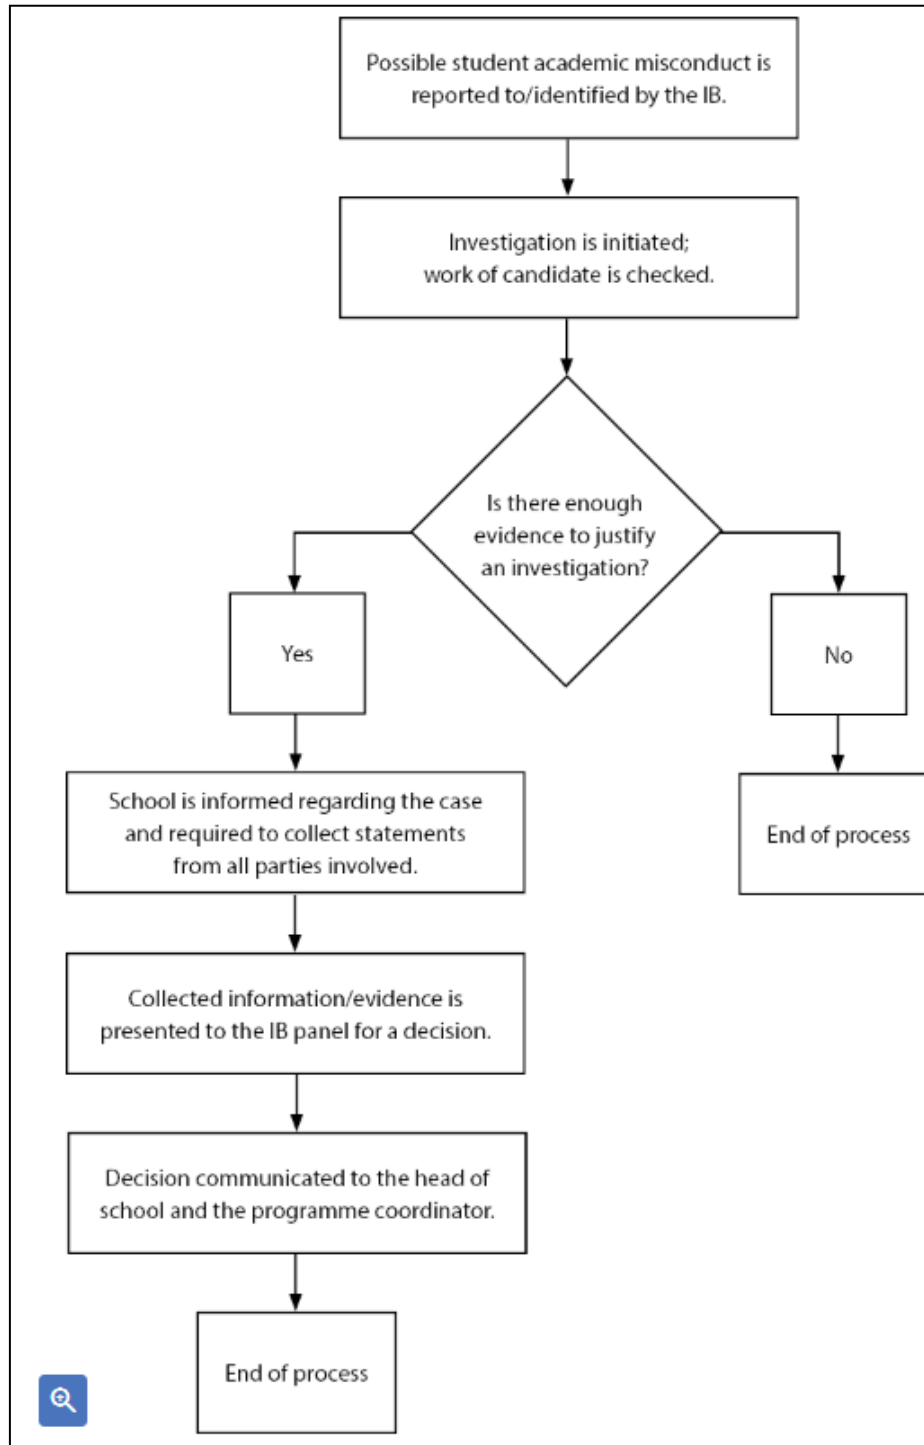 Possible student academic misconduct is
reported to/identified by the IB.
Investigation is initiated;
work of candidate is checked.
Is there enough
evidence to justify
an investigation?
Yes
No
School is informed regarding the case
and required to collect statements
from all parties involved.
End of process
Collected information/evidence is
presented to the IB panel for a decision.
Decision communicated to the head of
school and the programme coordinator.
End of process